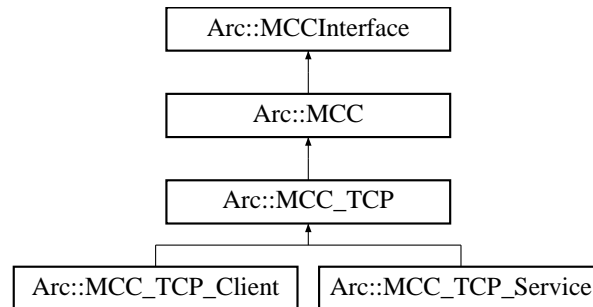 Arc::MCCInterface
Arc::MCC
Arc::MCC_TCP
Arc::MCC_TCP_Client
Arc::MCC_TCP_Service